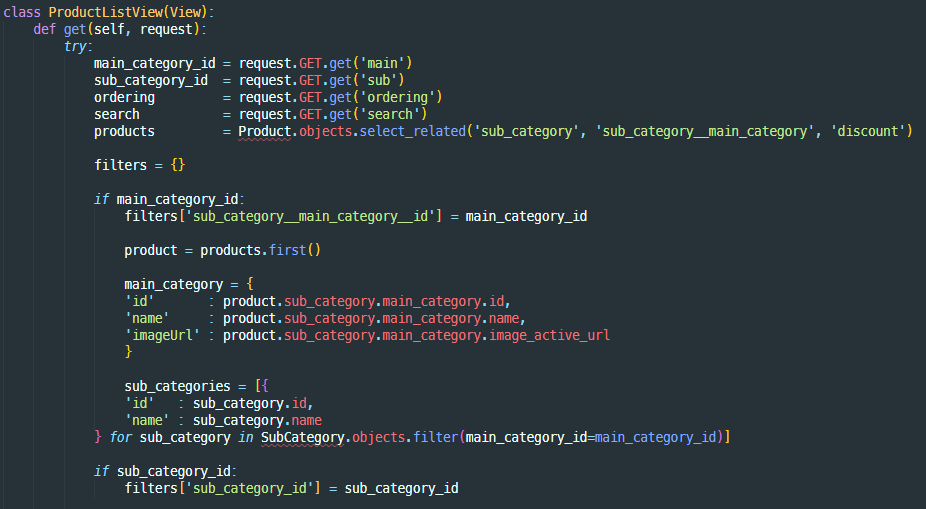 class ProductListView(View):
    def get(self, request):
        try:
            main_category_id = request.GET.get('main')
            sub_category_id  = request.GET.get('sub')
            ordering         = request.GET.get('ordering')
            search           = request.GET.get('search')
            products         = Product.objects.select_related('sub_category', 'sub_category__main_category', 'discount')

            filters = {}

            if main_category_id:
                filters['sub_category__main_category__id'] = main_category_id

                product = products.first()

                main_category = {
                'id'       : product.sub_category.main_category.id,
                'name'     : product.sub_category.main_category.name,
                'imageUrl' : product.sub_category.main_category.image_active_url
                }

                sub_categories = [{
                'id'   : sub_category.id,
                'name' : sub_category.name
            } for sub_category in SubCategory.objects.filter(main_category_id=main_category_id)]

            if sub_category_id:
                filters['sub_category_id'] = sub_category_id